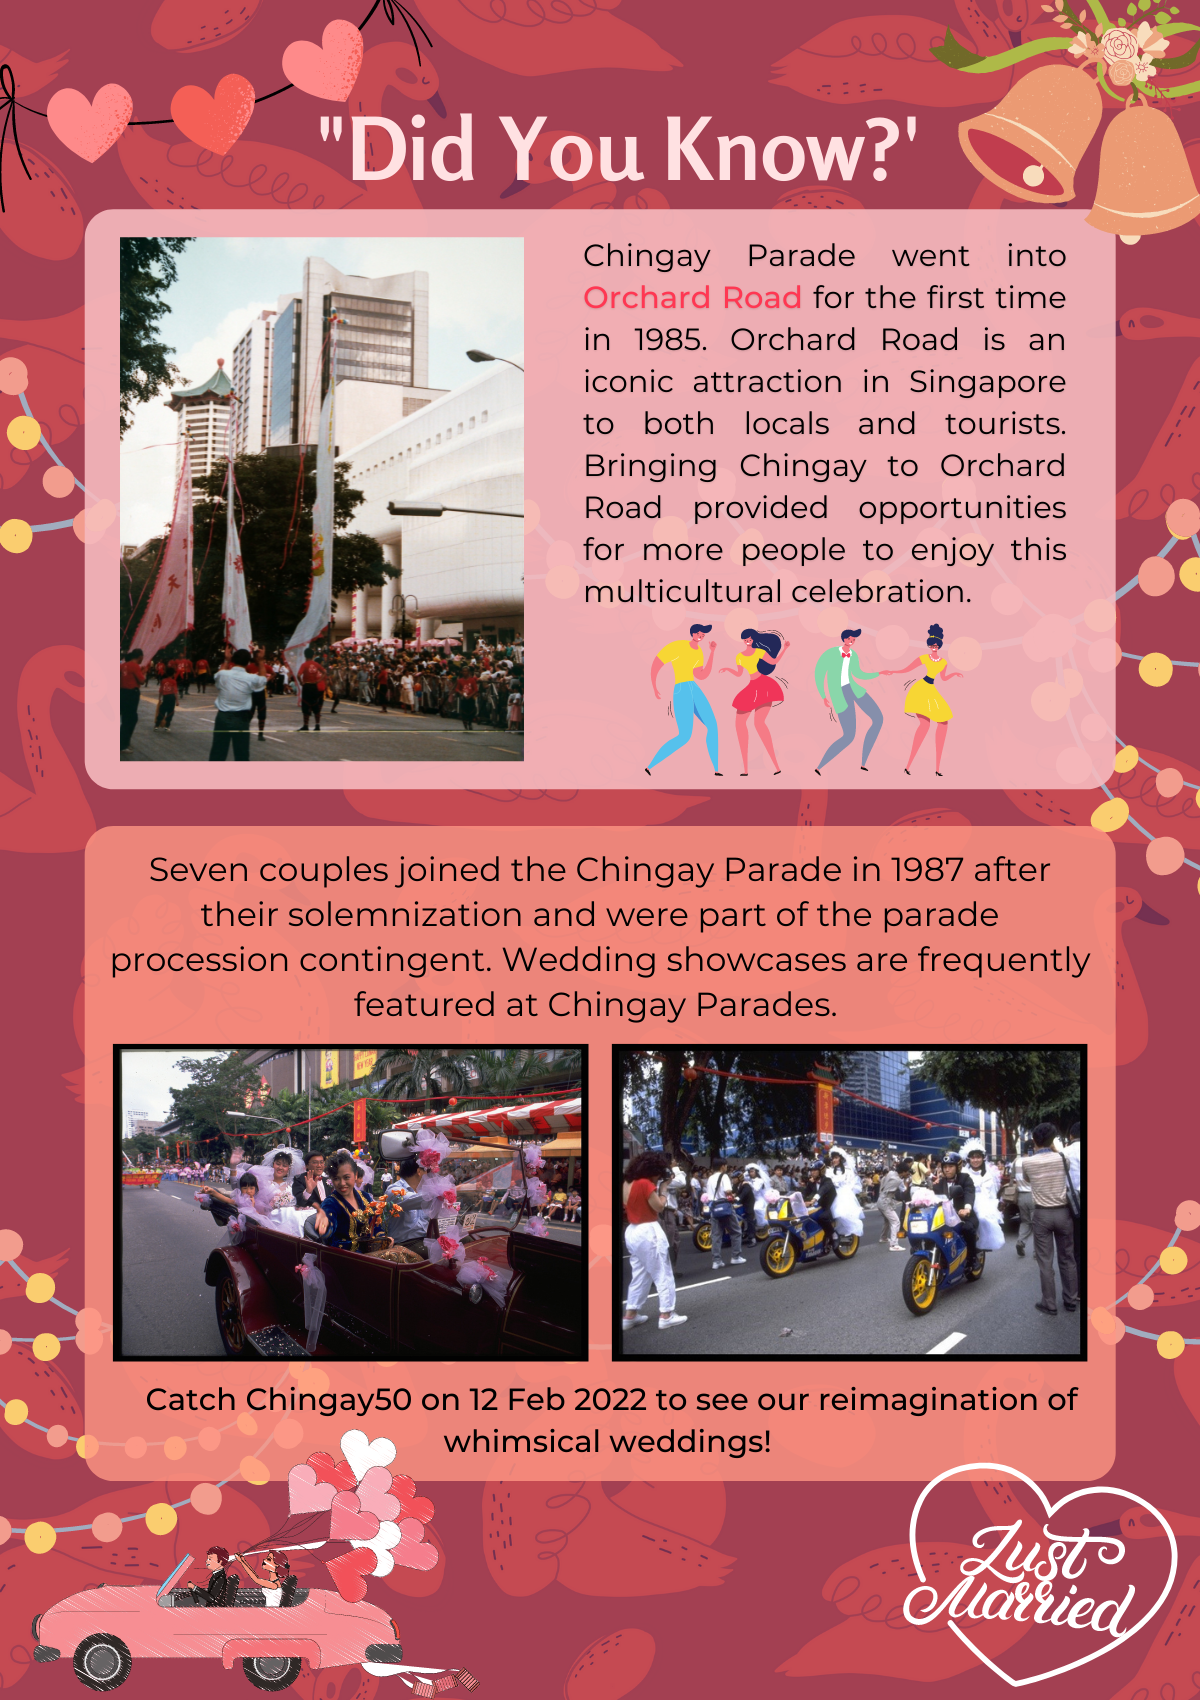 "Did You Know?'
Chingay Parade went into
Orchard Road for the first time
in 1985. Orchard Road is an
iconic attraction in Singapore
to both locals and tourists.
Bringing Chingay to Orchard
Road provided opportunities
for more people to enjoy this
multicultural celebration.
Seven couples joined the Chingay Parade in 1987 after
their solemnization and were part of the parade
procession contingent. Wedding showcases are frequently
featured at Chingay Parades.
Catch Chingay50 on 12 Feb 2022 to see our reimagination of
whimsical weddings!
Just
Married